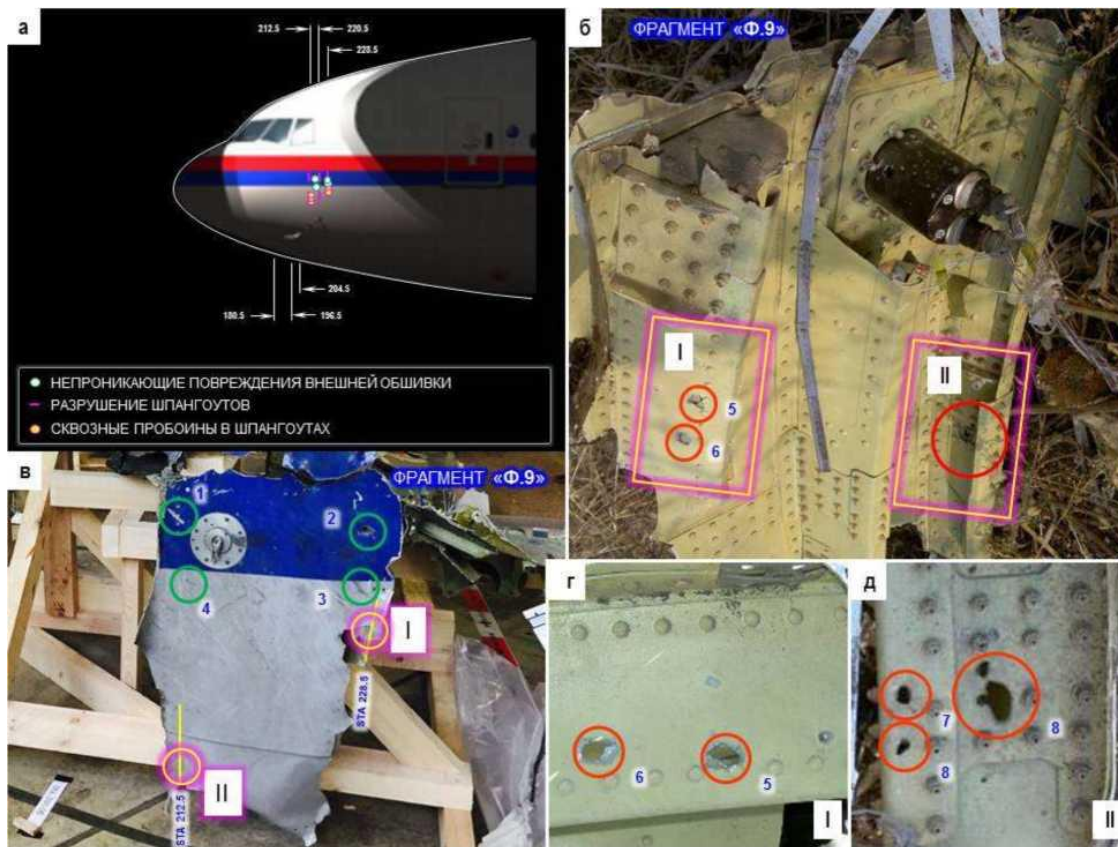 а
212.5
220.5
228.5
204.5
180.5
196.5
НЕПРОНИКАЮЩИЕ ПОВРЕЖДЕНИЯ ВНЕШНЕЙ ОБШИВКИ
РАЗРУШЕНИЕ ШПАНГОУТОВ
СКВОЗНЫЕ ПРОБОИНЫ В ШПАНГОУТАХ
б
ФРАГМЕНТ «Ф.9»
I
5
6
II
в
ФРАГМЕНТ «Ф.9»
1
2
4
3
I
STA 228.5
II
STA 212.5
г
6
5
I
д
7
8
8
II